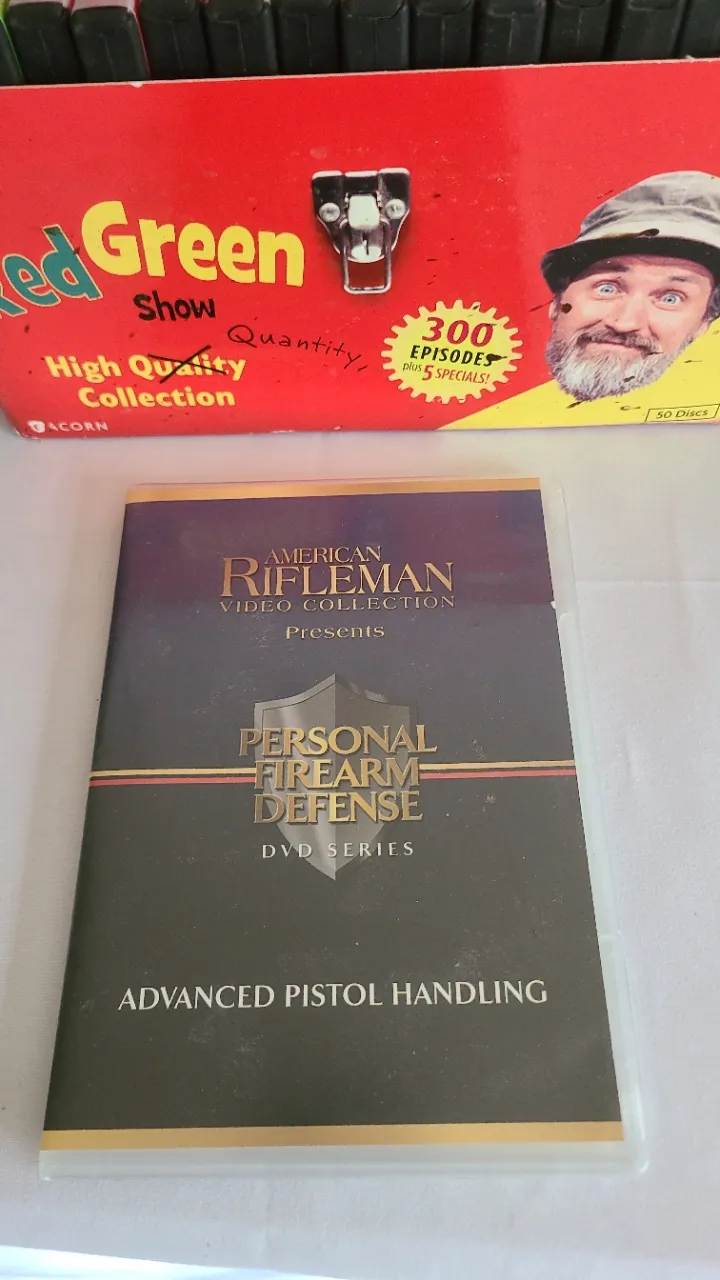 Red Green
Show
Quantity,
High Quality
Collection
300
EPISODES
plus 5 SPECIALS!
50 Discs
ACORN
AMERICAN
RIFLEMAN
VIDEO COLLECTION
Presents
PERSONAL
FIREARM
DEFENSE
DVD SERIES
ADVANCED PISTOL HANDLING